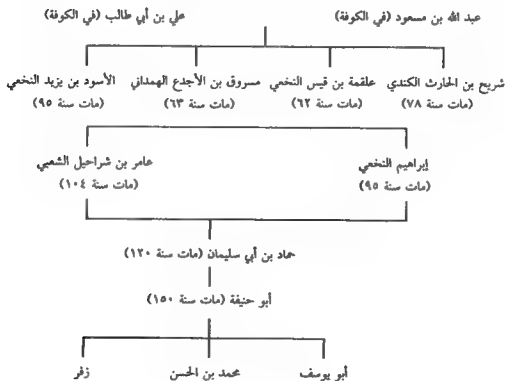 عبد الله بن مسعود (في الكوفة) علي بن أبي طالب (في الكوفة)
شريح بن الحارث الكندي علقمة بن قيس النخعي مسروق بن الأجدع الهمداني الأسود بن يزيد النخعي
(مات سنة ٧٨) (مات سنة ٦٢) (مات سنة ٦٣) (مات سنة ٩٥)
إبراهيم النخعي عامر بن شراحيل الشعبي
(مات سنة ٩٥) (مات سنة ١٠٤)
حماد بن أبي سليمان (مات سنة ١٢٠)
أبو حنيفة (مات سنة ١٥٠)
أبو يوسف محمد بن الحسن زفر